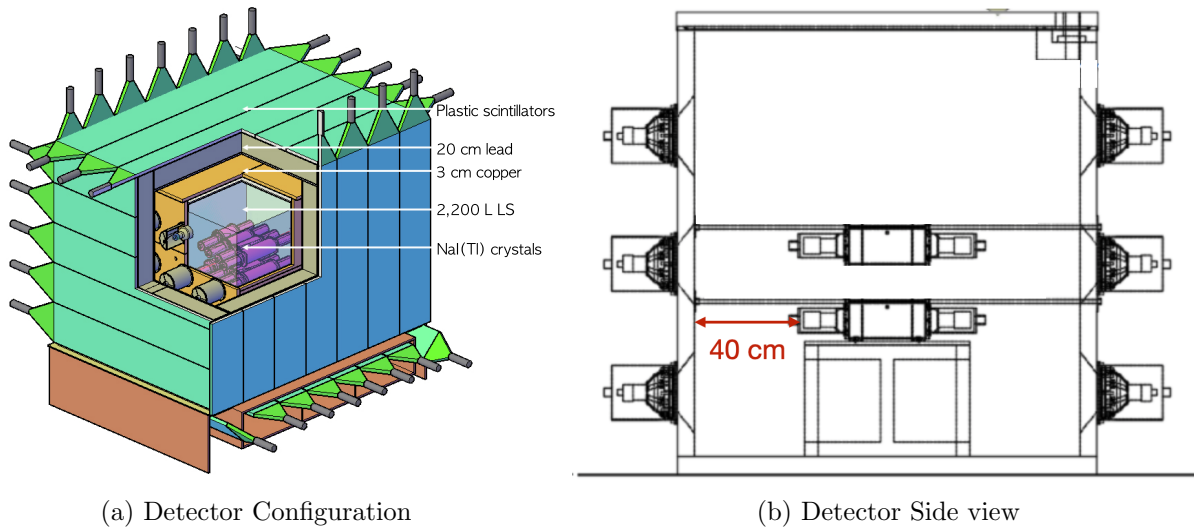 Plastic scintillators
20 cm lead
3 cm copper
2,200 L LS
NaI(Tl) crystals
40 cm
(a) Detector Configuration
(b) Detector Side view